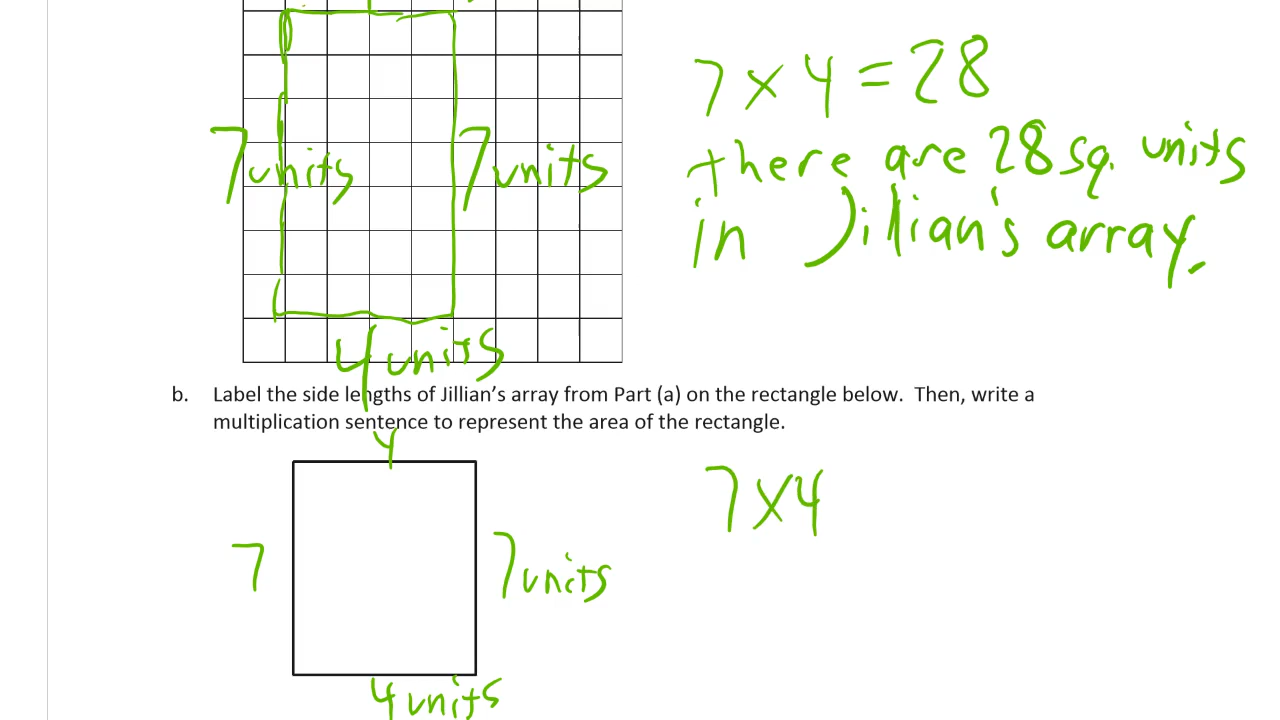 7 x 4 = 28
there are 28 sq. units
in Jillian's array.
7 units 7 units
4 units
b. Label the side lengths of Jillian's array from Part (a) on the rectangle below. Then, write a
multiplication sentence to represent the area of the rectangle.
4
7 x 4
7 7 units
4 units